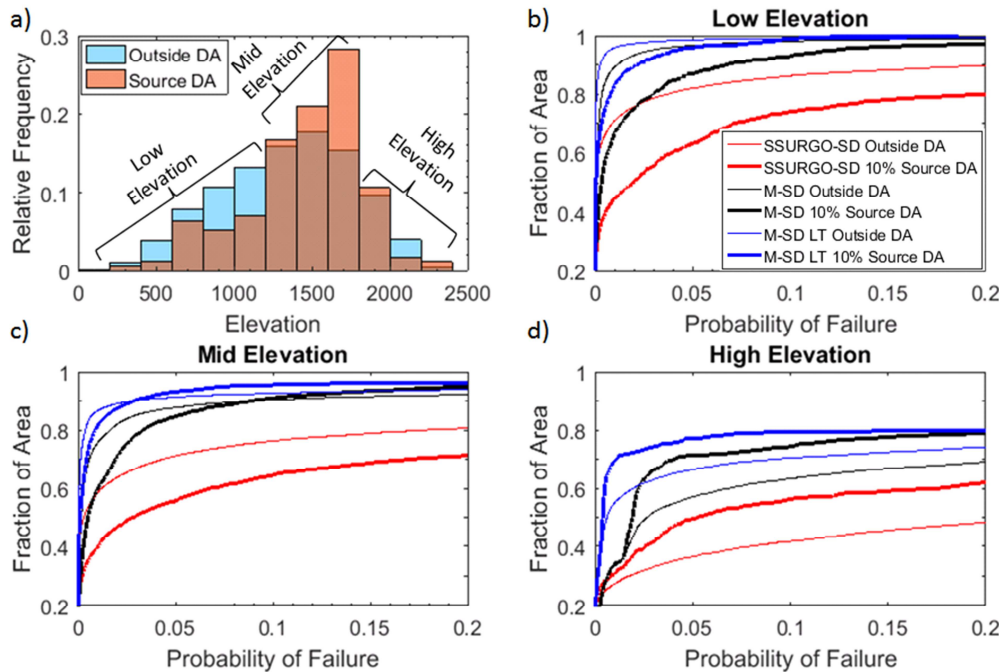 a)
0.3
0.2
0.1
0
Relative Frequency
Outside DA
Source DA
Low
Elevation
Mid
Elevation
High
Elevation
0 500 1000 1500 2000 2500
Elevation
b)
Low Elevation
1
0.8
0.6
0.4
0.2
Fraction of Area
SSURGO-SD Outside DA
SSURGO-SD 10% Source DA
M-SD Outside DA
M-SD 10% Source DA
M-SD LT Outside DA
M-SD LT 10% Source DA
0 0.05 0.1 0.15 0.2
Probability of Failure
c)
Mid Elevation
1
0.8
0.6
0.4
0.2
Fraction of Area
0 0.05 0.1 0.15 0.2
Probability of Failure
d)
High Elevation
1
0.8
0.6
0.4
0.2
Fraction of Area
0 0.05 0.1 0.15 0.2
Probability of Failure